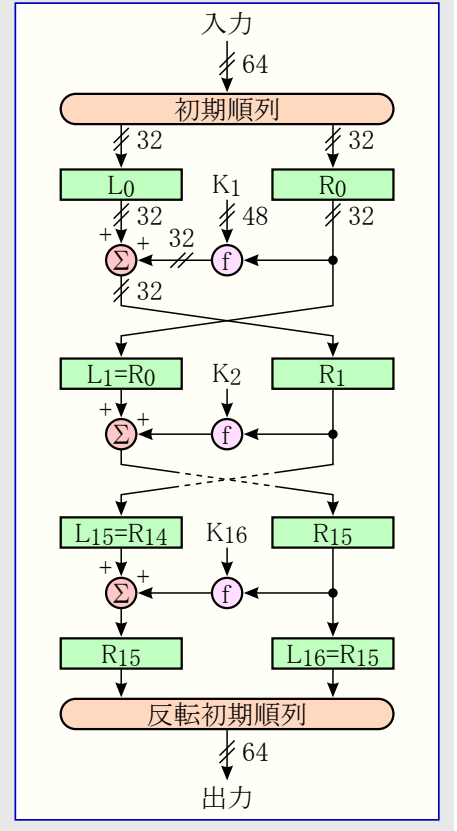 入力
64
初期順列
32 32
L0 K1 R0
32 48 32
+ + 32
Σ f
32
L1=R0 K2 R1
+ +
Σ f
L15=R14 K16 R15
+ +
Σ f
R15 L16=R15
反転初期順列
64
出力